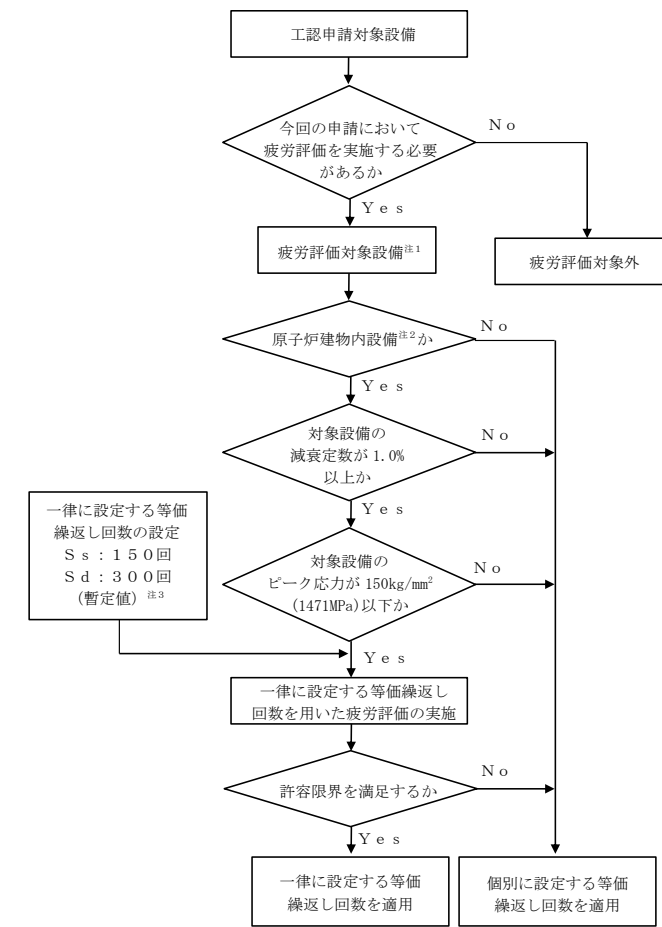 工認申請対象設備
今回の申請において
疲労評価を実施する必要
があるか
Ｎｏ
Ｙｅｓ
疲労評価対象設備注1
疲労評価対象外
原子炉建物内設備注2か
Ｎｏ
Ｙｅｓ
対象設備の
減衰定数が 1.0%
以上か
Ｎｏ
Ｙｅｓ
一律に設定する等価
繰返し回数の設定
Ｓｓ：１５０回
Ｓｄ：３００回
(暫定値) 注3
対象設備の
ピーク応力が 150kg/mm²
(1471MPa)以下か
Ｎｏ
Ｙｅｓ
一律に設定する等価繰返し
回数を用いた疲労評価の実施
許容限界を満足するか
Ｎｏ
Ｙｅｓ
一律に設定する等価
繰返し回数を適用
個別に設定する等価
繰返し回数を適用